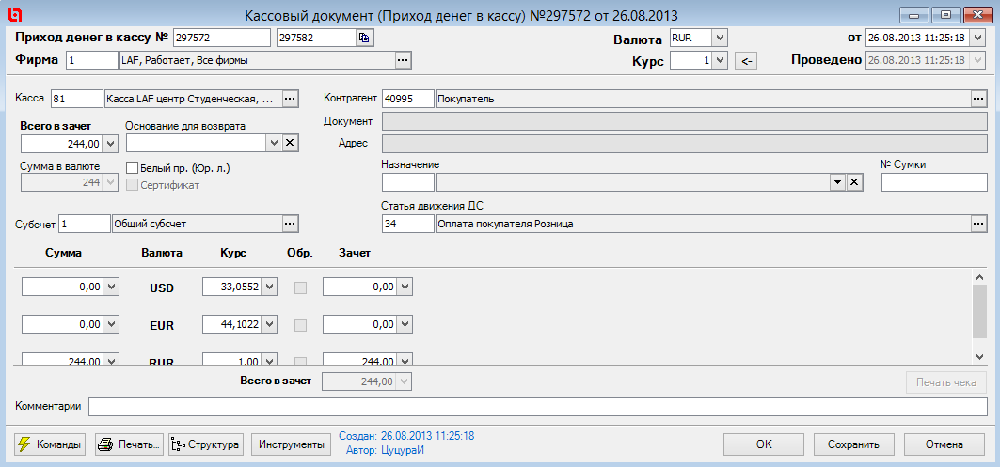 Кассовый документ (Приход денег в кассу) №297572 от 26.08.2013
Приход денег в кассу № 297572 297582 Валюта RUR от 26.08.2013 11:25:18
Фирма 1 LAF, Работает, Все фирмы ... Курс 1 <- Проведено 26.08.2013 11:25:18
Касса 81 Касса LAF центр Студенческая, ... ... Контрагент 40995 Покупатель ...
Всего в зачет Основание для возврата Документ
244,00 Адрес
Сумма в валюте Белый пр. (Юр. л.) Назначение № Сумки
244 Сертификат
Статья движения ДС
Субсчет 1 Общий субсчет ... 34 Оплата покупателя Розница ...
Сумма Валюта Курс Обр. Зачет
0,00 USD 33,0552 0,00
0,00 EUR 44,1022 0,00
244,00 RUR 1,00 244,00
Всего в зачет 244,00 Печать чека
Комментарии
Команды Печать... Структура Инструменты Создан: 26.08.2013 11:25:18 OK Сохранить Отмена
Автор: ЦуцураИ